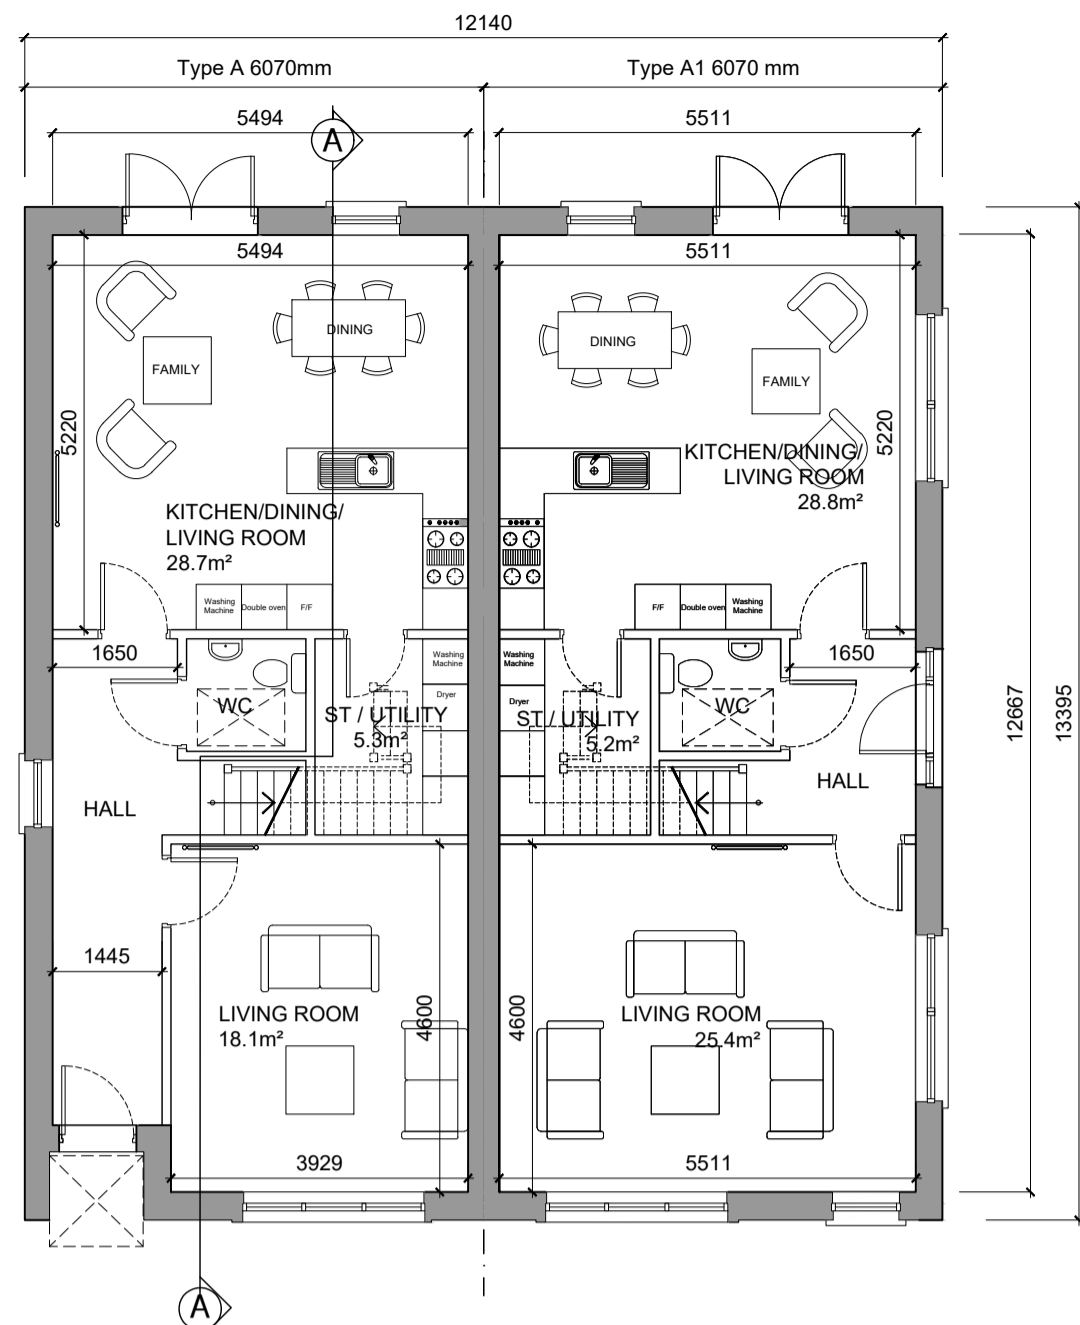 12140
Type A 6070mm
Type A1 6070 mm
5494
5511
A
5494
5511
DINING
DINING
FAMILY
FAMILY
5220
5220
KITCHEN/DINING/
LIVING ROOM
28.8m²
KITCHEN/DINING/
LIVING ROOM
28.7m²
Washing
Machine
Double oven
F/F
F/F
Double oven
Washing
Machine
1650
Washing
Machine
Washing
Machine
1650
Dryer
Dryer
WC
ST / UTILITY
5.3m²
ST / UTILITY
5.2m²
WC
12667
13395
HALL
HALL
1445
LIVING ROOM
18.1m²
4600
4600
LIVING ROOM
25.4m²
3929
5511
A